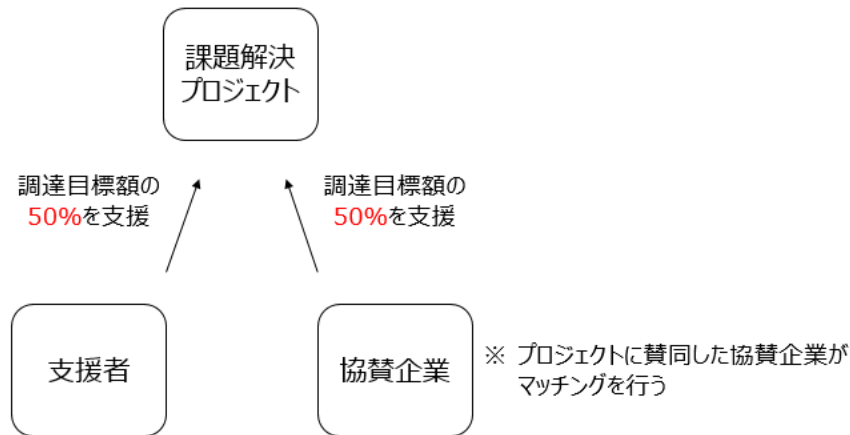 課題解決
プロジェクト
調達目標額の
50%を支援
調達目標額の
50%を支援
支援者
協賛企業
※ プロジェクトに賛同した協賛企業が
マッチングを行う